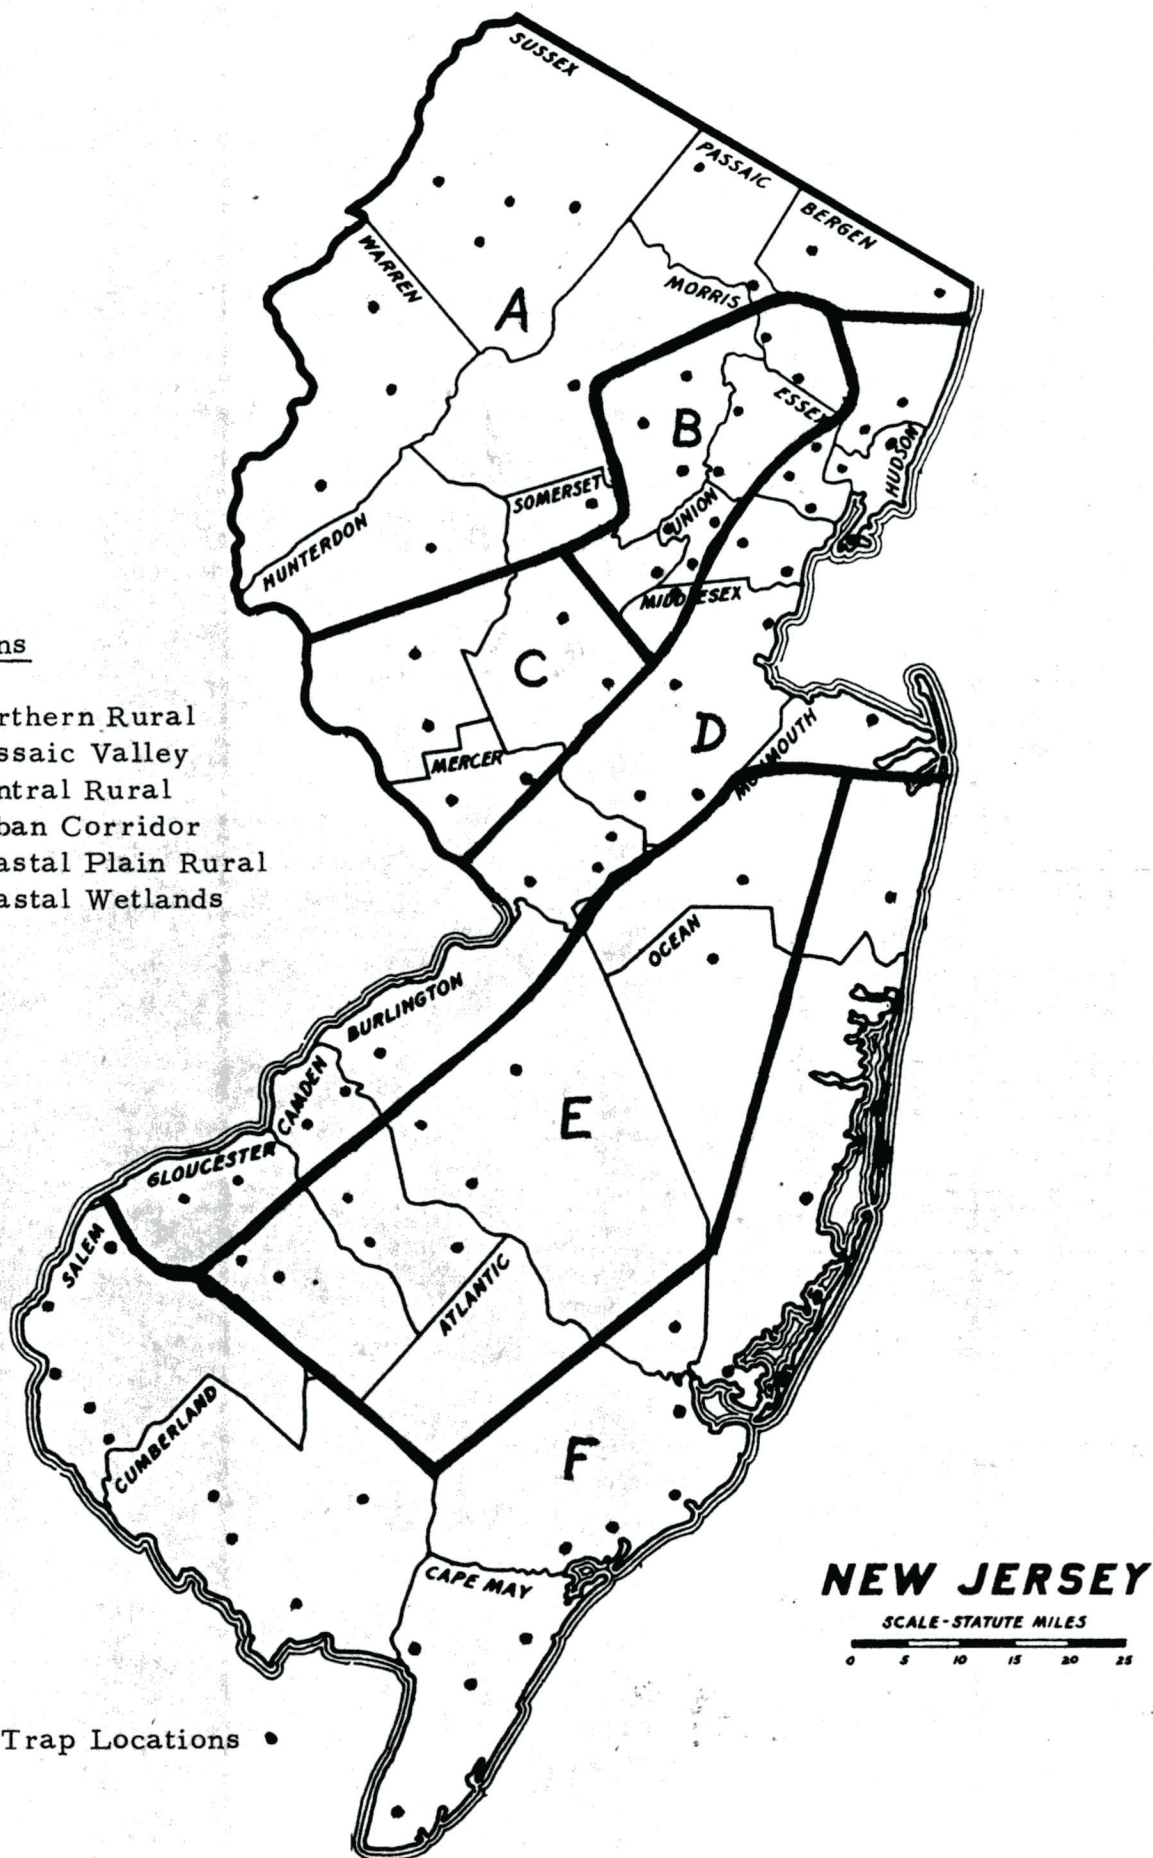 SUSSEX
PASSAIC
BERGEN
WARREN
MORRIS
A
ESSEX
B
HUDSON
SOMERSET
UNION
HUNTERDON
MIDDLESEX
ns
C
rthern Rural
D
MONMOUTH
ssaic Valley
MERCER
ntral Rural
ban Corridor
astal Plain Rural
astal Wetlands
OCEAN
BURLINGTON
CAMDEN
E
GLOUCESTER
SALEM
ATLANTIC
CUMBERLAND
F
CAPE MAY
NEW JERSEY
SCALE-STATUTE MILES
0 5 10 15 20 25
Trap Locations